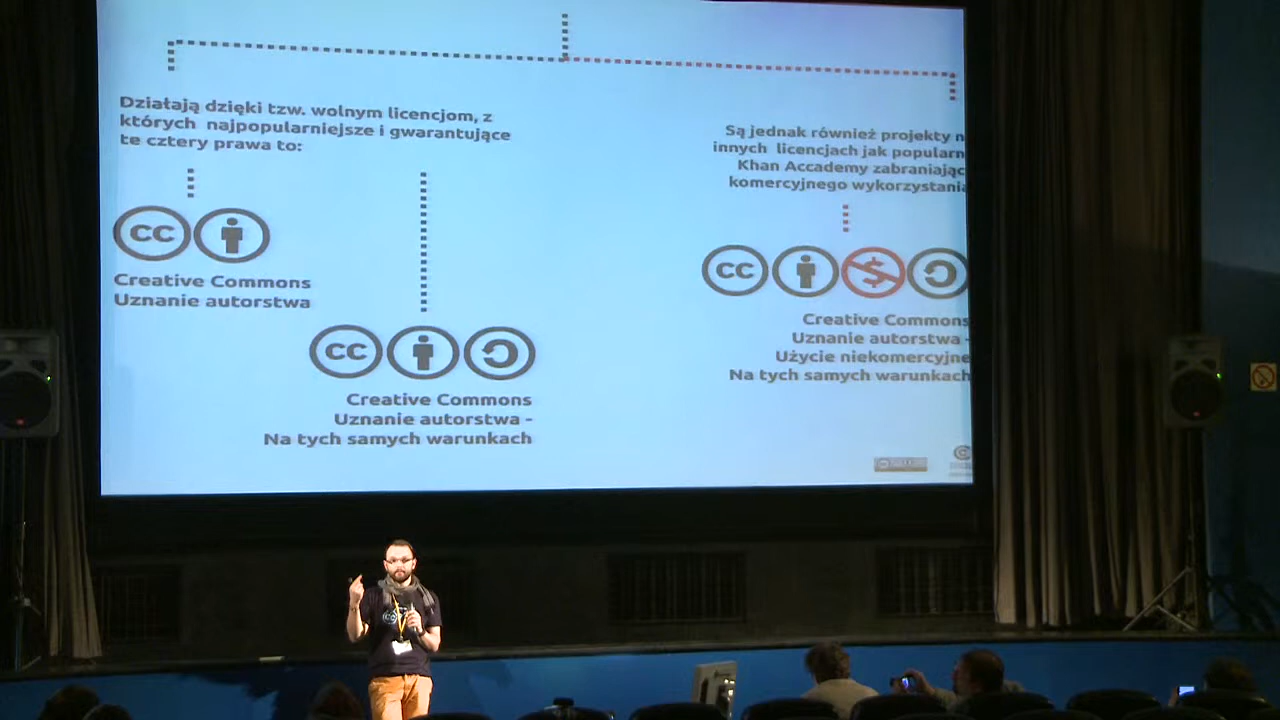 Działają dzięki tzw. wolnym licencjom, z
których najpopularniejsze i gwarantujące
te cztery prawa to:
cc
Creative Commons
Uznanie autorstwa
cc
Creative Commons
Uznanie autorstwa -
Na tych samych warunkach
Są jednak również projekty n
innych licencjach jak popularn
Khan Accademy zabraniając
komercyjnego wykorzystania
cc $
Creative Commons
Uznanie autorstwa -
Użycie niekomercyjne
Na tych samych warunkach